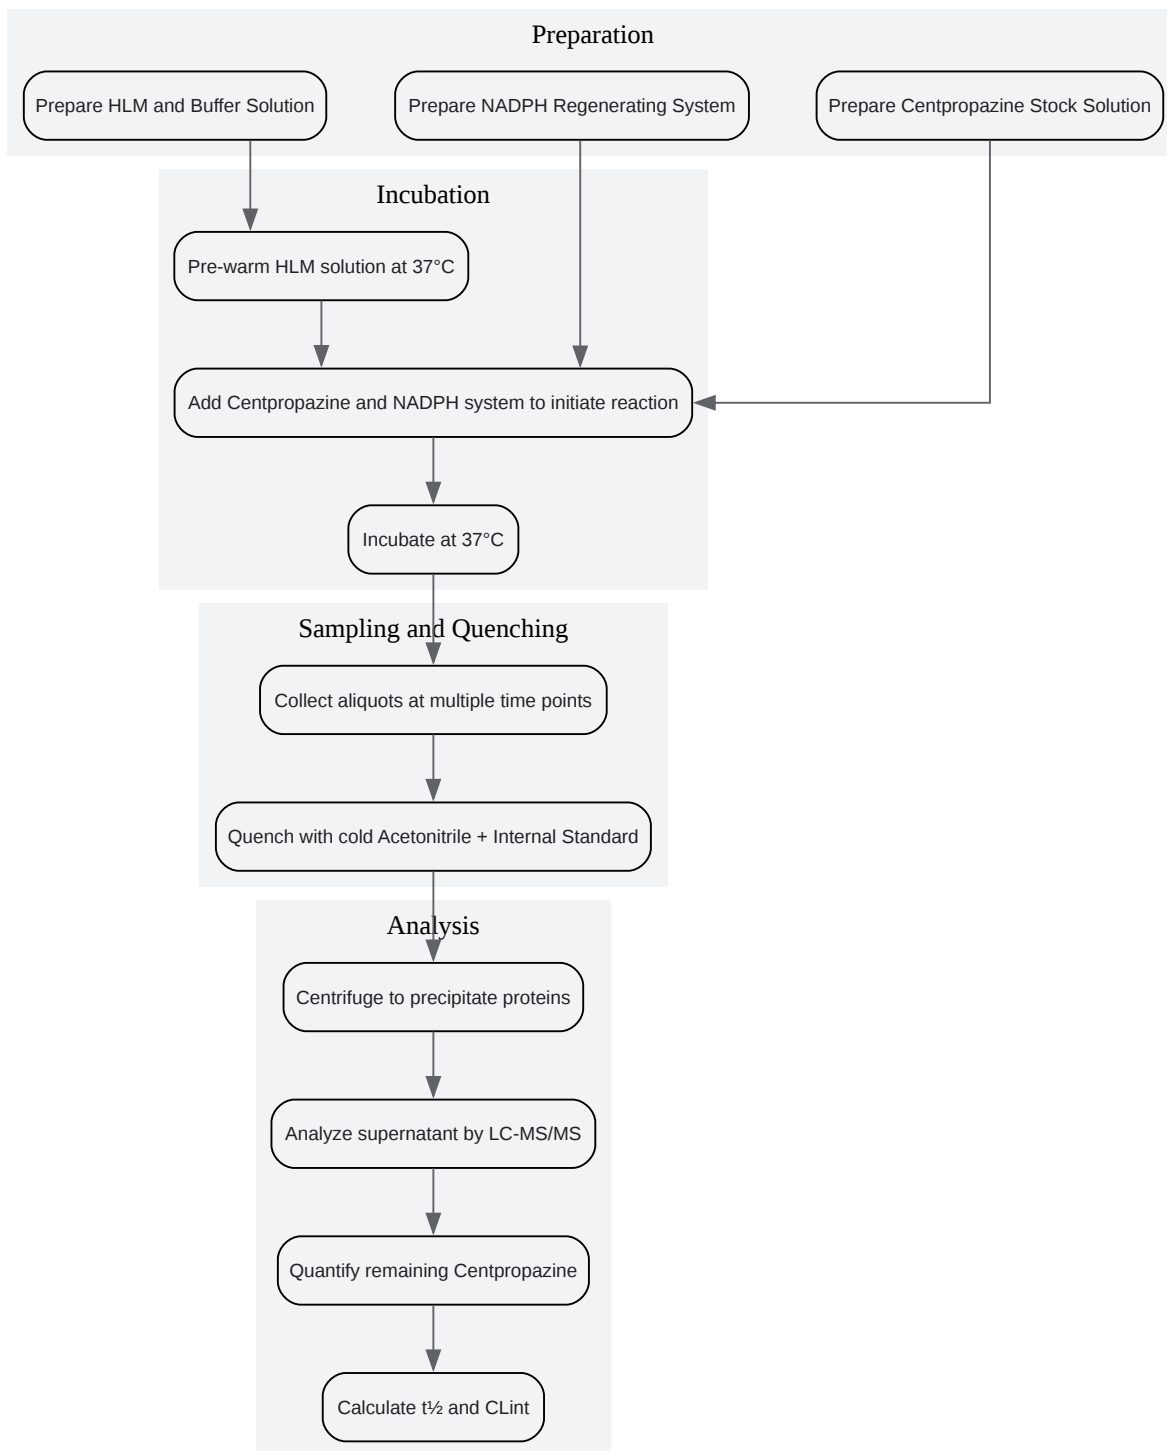 Preparation
Prepare HLM and Buffer Solution
Prepare NADPH Regenerating System
Prepare Centpropazine Stock Solution
Incubation
Pre-warm HLM solution at 37°C
Add Centpropazine and NADPH system to initiate reaction
Incubate at 37°C
Sampling and Quenching
Collect aliquots at multiple time points
Quench with cold Acetonitrile + Internal Standard
Analysis
Centrifuge to precipitate proteins
Analyze supernatant by LC-MS/MS
Quantify remaining Centpropazine
Calculate t½ and CLint